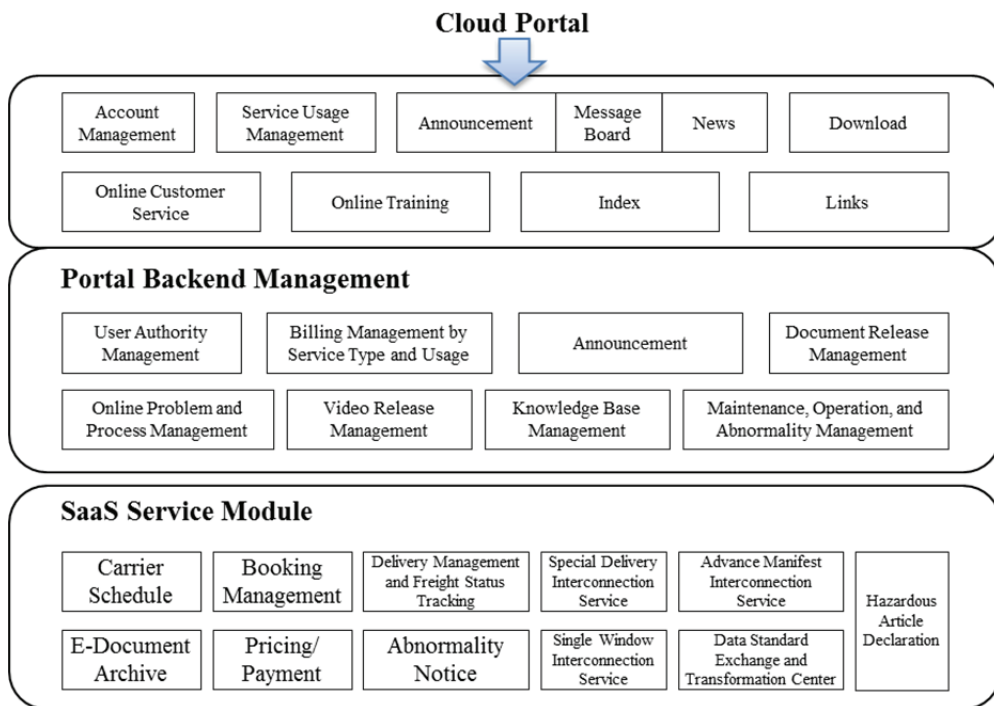 Cloud Portal
Account
Management
Service Usage
Management
Announcement
Message
Board
News
Download
Online Customer
Service
Online Training
Index
Links
Portal Backend Management
User Authority
Management
Billing Management by
Service Type and Usage
Announcement
Document Release
Management
Online Problem and
Process Management
Video Release
Management
Knowledge Base
Management
Maintenance, Operation, and
Abnormality Management
SaaS Service Module
Carrier
Schedule
Booking
Management
Delivery Management
and Freight Status
Tracking
Special Delivery
Interconnection
Service
Advance Manifest
Interconnection
Service
Hazardous
Article
Declaration
E-Document
Archive
Pricing/
Payment
Abnormality
Notice
Single Window
Interconnection
Service
Data Standard
Exchange and
Transformation Center